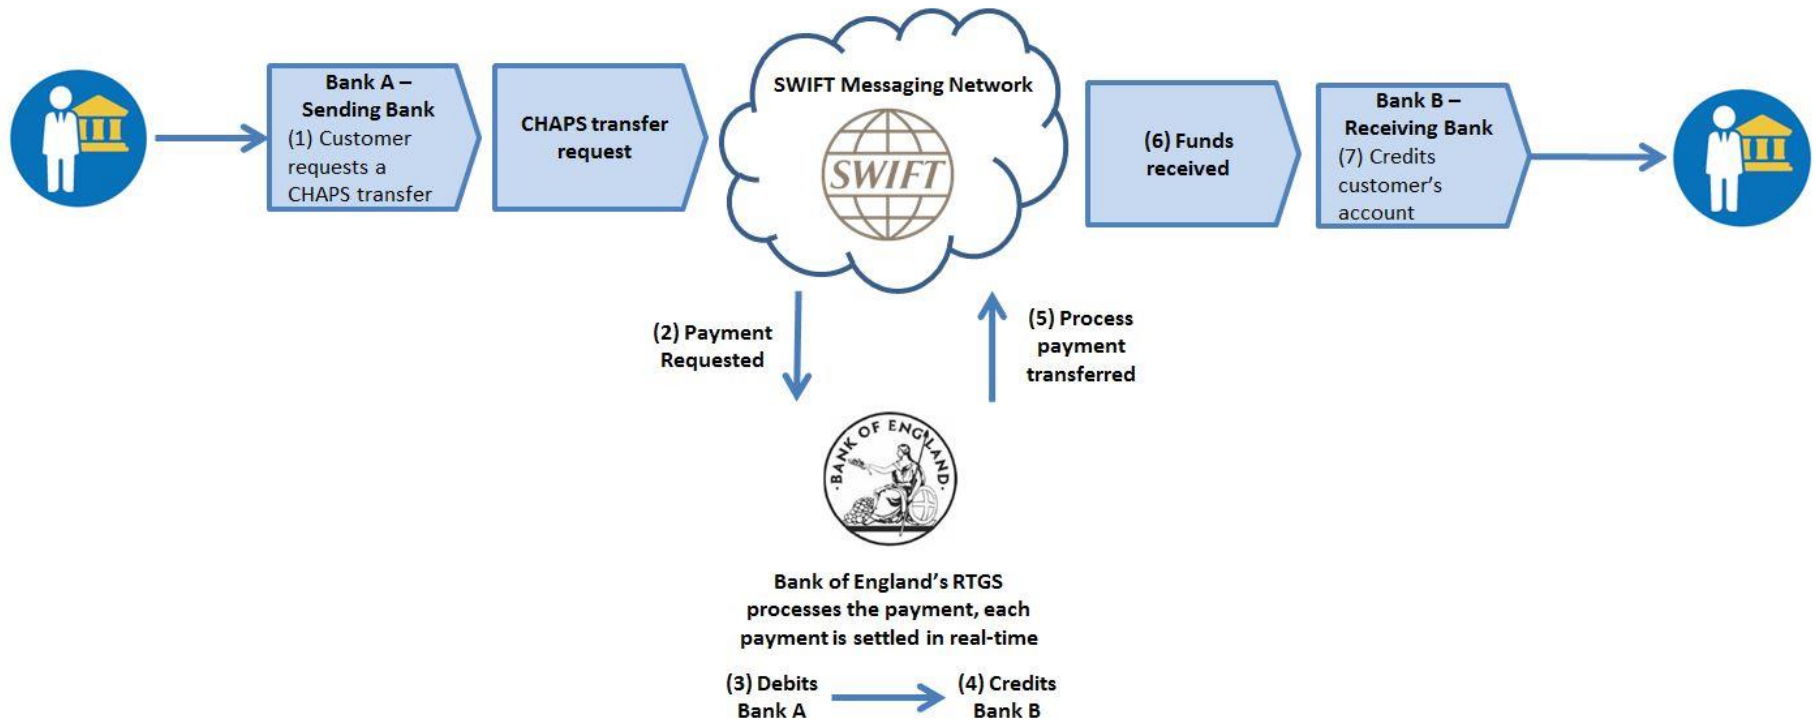 Bank A –
Sending Bank
(1) Customer
requests a
CHAPS transfer
CHAPS transfer
request
SWIFT Messaging Network
SWIFT
(6) Funds
received
Bank B –
Receiving Bank
(7) Credits
customer's
account
(2) Payment
Requested
(5) Process
payment
transferred
BANK OF ENGLAND
Bank of England's RTGS
processes the payment, each
payment is settled in real-time
(3) Debits
Bank A
(4) Credits
Bank B